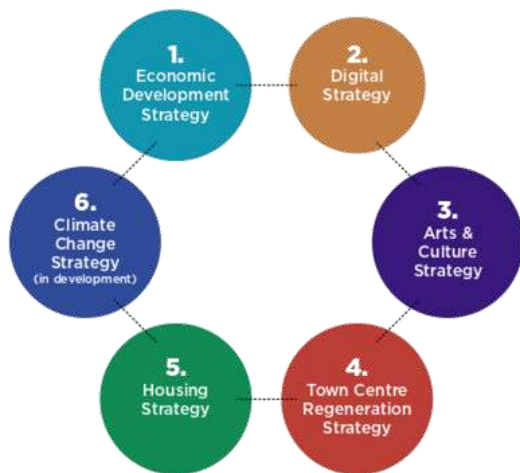 1.
Economic
Development
Strategy
2.
Digital
Strategy
3.
Arts &
Culture
Strategy
4.
Town Centre
Regeneration
Strategy
5.
Housing
Strategy
6.
Climate
Change
Strategy
(in development)